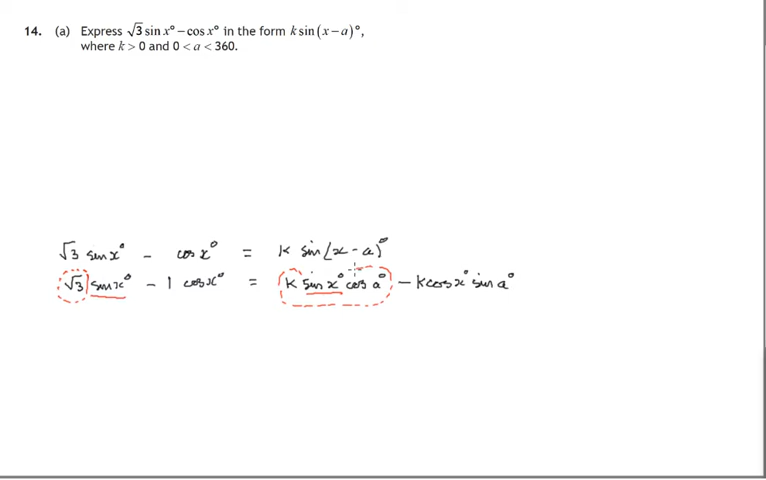 14. (a) Express √3 sin x° – cos x° in the form k sin(x – a)°,
where k > 0 and 0 < a < 360.
√3 sin x° – cos x° = k sin(x – a)°
√3 sin x° – 1 cos x° = k sin x° cos a° – k cos x° sin a°